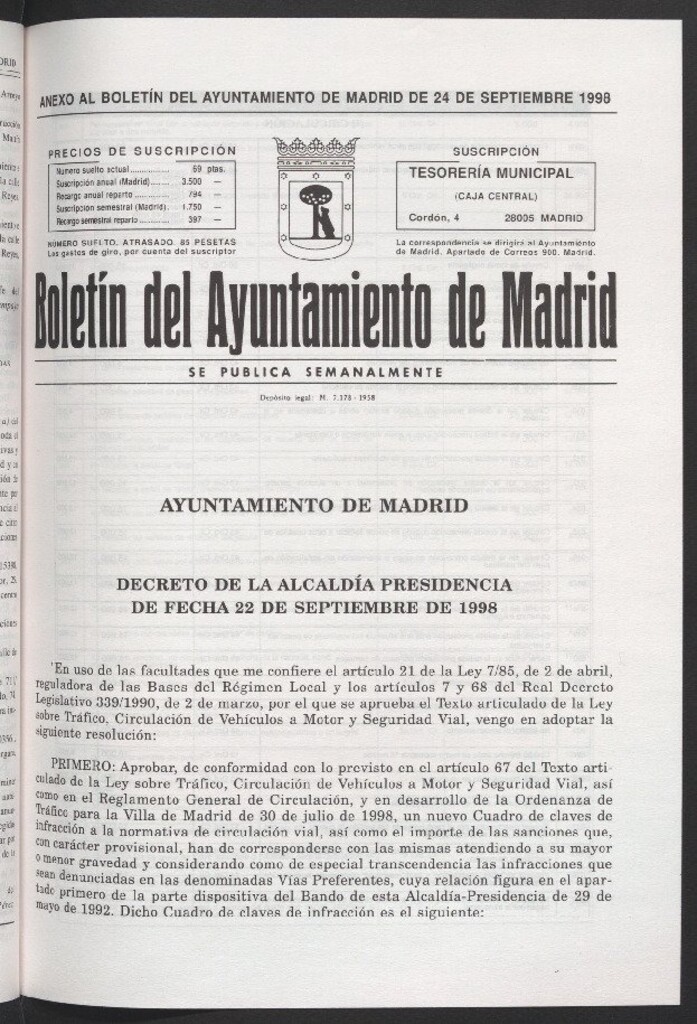 ANEXO AL BOLETÍN DEL AYUNTAMIENTO DE MADRID DE 24 DE SEPTIEMBRE 1998
PRECIOS DE SUSCRIPCIÓN
Número suelto actual............... 69 ptas.
Suscripción anual (Madrid)....... 3.500 —
Recargo anual reparto............ 794 —
Suscripción semestral (Madrid). 1.750 —
Recargo semestral reparto.......... 397 —
NÚMERO SUELTO, ATRASADO, 85 PESETAS
Los gastos de giro, por cuenta del suscriptor
SUSCRIPCIÓN
TESORERÍA MUNICIPAL
(CAJA CENTRAL)
Cordón, 4 28005 MADRID
La correspondencia se dirigirá al Ayuntamiento
de Madrid. Apartado de Correos 900. Madrid.
Boletín del Ayuntamiento de Madrid
SE PUBLICA SEMANALMENTE
Depósito legal: M. 7.178 - 1958
AYUNTAMIENTO DE MADRID
DECRETO DE LA ALCALDÍA PRESIDENCIA
DE FECHA 22 DE SEPTIEMBRE DE 1998
En uso de las facultades que me confiere el artículo 21 de la Ley 7/85, de 2 de abril,
reguladora de las Bases del Régimen Local y los artículos 7 y 68 del Real Decreto
Legislativo 339/1990, de 2 de marzo, por el que se aprueba el Texto articulado de la Ley
sobre Tráfico, Circulación de Vehículos a Motor y Seguridad Vial, vengo en adoptar la
siguiente resolución:
PRIMERO: Aprobar, de conformidad con lo previsto en el artículo 67 del Texto arti-
culado de la Ley sobre Tráfico, Circulación de Vehículos a Motor y Seguridad Vial, así
como en el Reglamento General de Circulación, y en desarrollo de la Ordenanza de
Tráfico para la Villa de Madrid de 30 de julio de 1998, un nuevo Cuadro de claves de
infracción a la normativa de circulación vial, así como el importe de las sanciones que,
con carácter provisional, han de corresponderse con las mismas atendiendo a su mayor
o menor gravedad y considerando como de especial transcendencia las infracciones que
sean denunciadas en las denominadas Vías Preferentes, cuya relación figura en el apar-
tado primero de la parte dispositiva del Bando de esta Alcaldía-Presidencia de 29 de
mayo de 1992. Dicho Cuadro de claves de infracción es el siguiente: